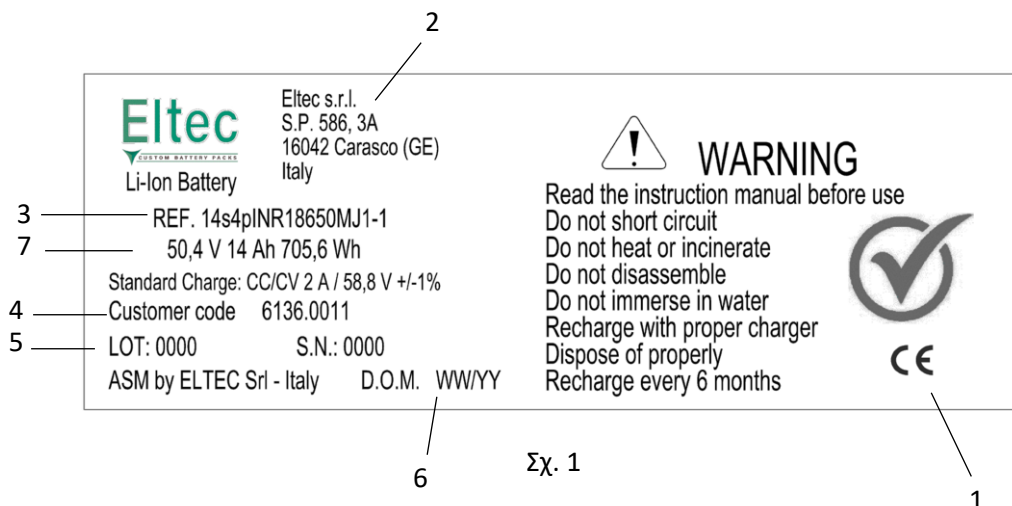 2
Eltec
CUSTOM BATTERY PACKS
Li-Ion Battery
Eltec s.r.l.
S.P. 586, 3A
16042 Carasco (GE)
Italy
3
REF. 14s4pINR18650MJ1-1
7
50,4 V 14 Ah 705,6 Wh
Standard Charge: CC/CV 2 A / 58,8 V +/-1%
4
Customer code 6136.0011
5
LOT: 0000 S.N.: 0000
ASM by ELTEC Srl - Italy D.O.M. WW/YY
WARNING
Read the instruction manual before use
Do not short circuit
Do not heat or incinerate
Do not disassemble
Do not immerse in water
Recharge with proper charger
Dispose of properly
Recharge every 6 months
CE
6
Σχ. 1
1